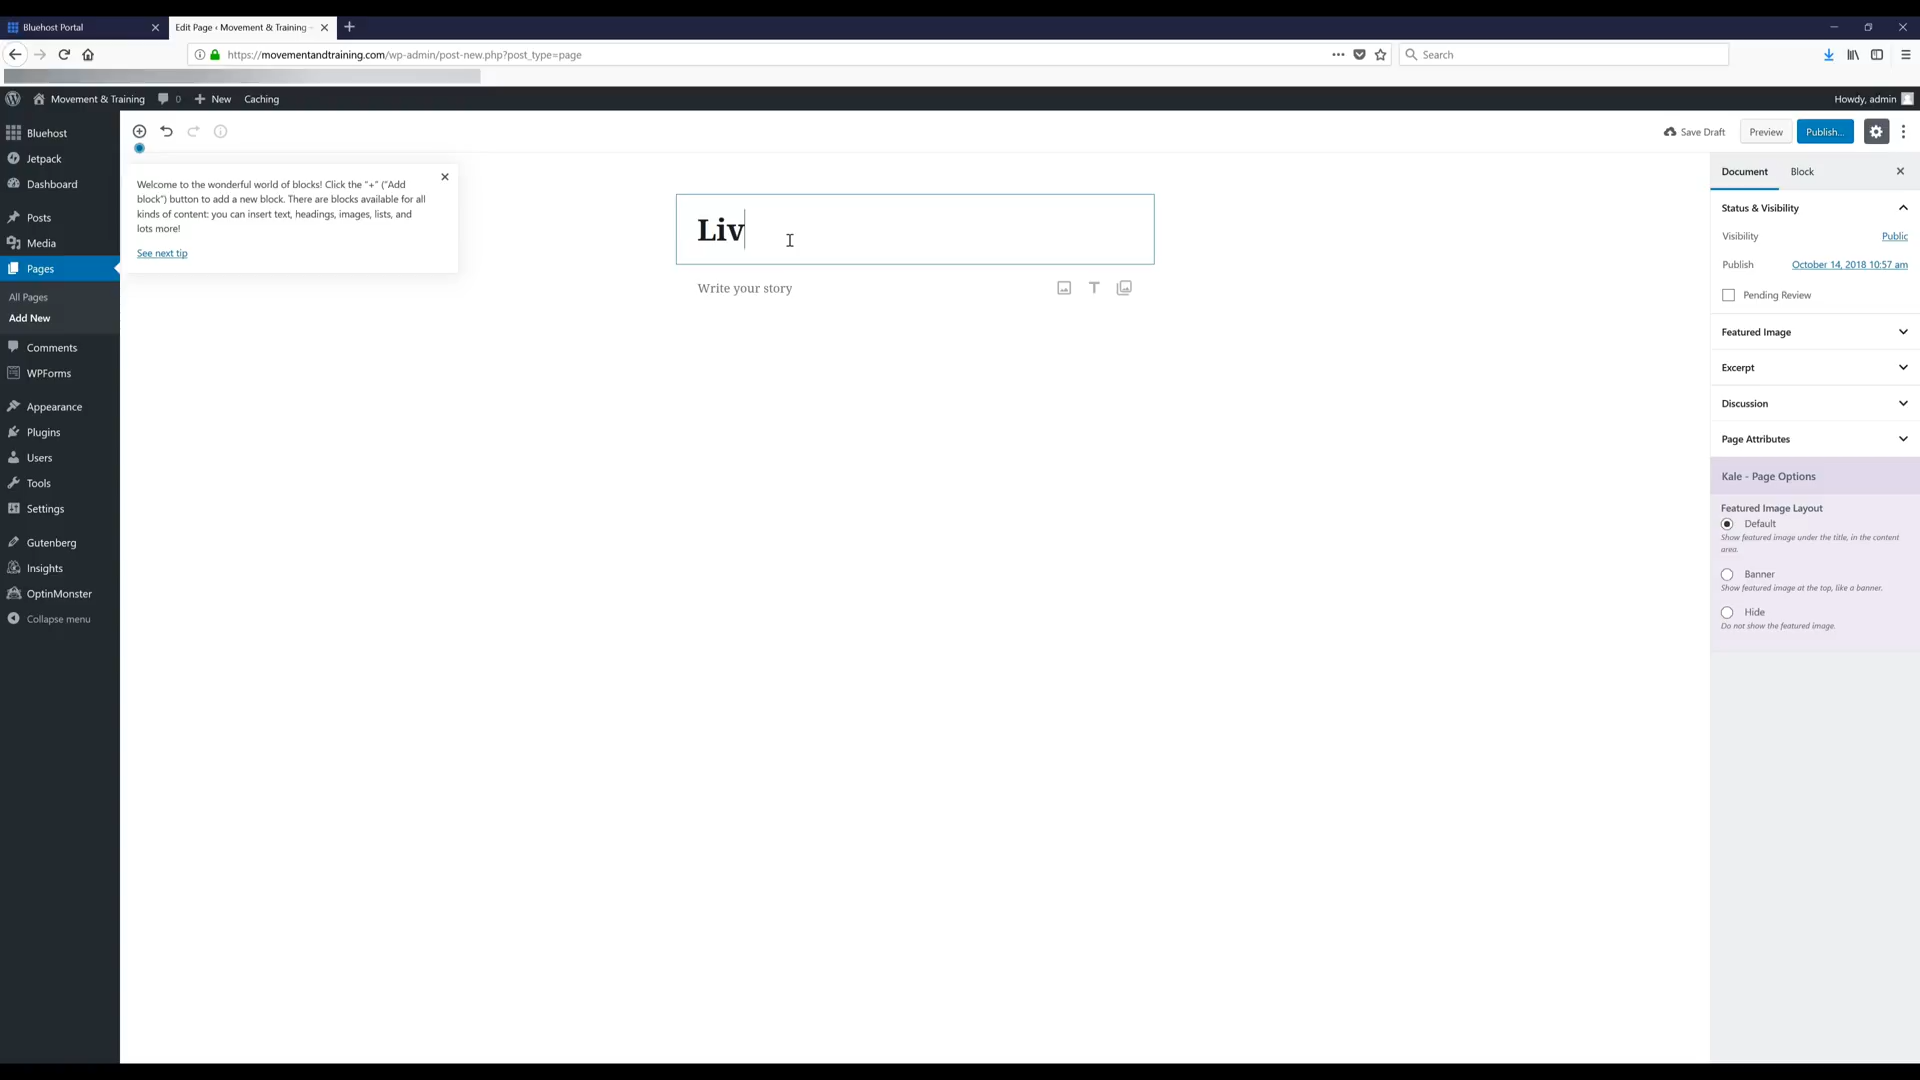 Bluehost Portal
Edit Page ‹ Movement & Training -
https://movementandtraining.com/wp-admin/post-new.php?post_type=page
Search
Movement & Training
0
New
Caching
Howdy, admin
Bluehost
Jetpack
Dashboard
Posts
Media
Pages
All Pages
Add New
Comments
WPForms
Appearance
Plugins
Users
Tools
Settings
Gutenberg
Insights
OptinMonster
Collapse menu
Save Draft
Preview
Publish...
Welcome to the wonderful world of blocks! Click the "+" ("Add
block") button to add a new block. There are blocks available for all
kinds of content: you can insert text, headings, images, lists, and
lots more!
See next tip
Liv
Write your story
Document
Block
Status & Visibility
Visibility
Public
Publish
October 14, 2018 10:57 am
Pending Review
Featured Image
Excerpt
Discussion
Page Attributes
Kale - Page Options
Featured Image Layout
Default
Show featured image under the title, in the content
area.
Banner
Show featured image at the top, like a banner.
Hide
Do not show the featured image.